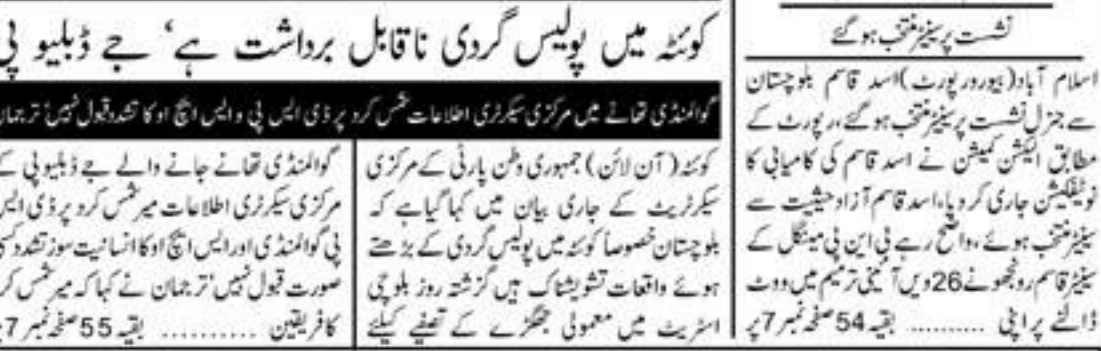 نشست پر سینیٹر منتخب ہو گئے
اسلام آباد (بیورو رپورٹ) اسد قاسم بلوچستان
سے جنرل نشست پر سینیٹر منتخب ہو گئے، رپورٹ کے
مطابق الیکشن کمیشن نے اسد قاسم کی کامیابی کا
نوٹیفکیشن جاری کر دیا، اسد قاسم آزاد حیثیت سے
سینیٹر منتخب ہوئے، واضح رہے بی این پی مینگل کے
سینیٹر قاسم رونجھو نے 26 ویں آئینی ترمیم میں ووٹ
ڈالنے پر اپنی .......... بقیہ 54 صفحہ نمبر 7 پر
کوئٹہ میں پولیس گردی ناقابل برداشت ہے‘ جے ڈبلیو پی
گوالمنڈی تھانے میں مرکزی سیکرٹری اطلاعات شمس کرد پر ڈی ایس پی و ایس ایچ او کا تشدد قبول نہیں‘ ترجمان
کوئٹہ (آن لائن) جمہوری وطن پارٹی کے مرکزی
سیکرٹریٹ کے جاری بیان میں کہا گیا ہے کہ
بلوچستان خصوصاً کوئٹہ میں پولیس گردی کے بڑھتے
ہوئے واقعات تشویشناک ہیں گزشتہ روز بلوچی
اسٹریٹ میں معمولی جھگڑے کے تصفیے کیلئے
گوالمنڈی تھانے جانے والے جے ڈبلیو پی کے
مرکزی سیکرٹری اطلاعات میر شمس کرد پر ڈی ایس
پی گوالمنڈی اور ایس ایچ او کا انسانیت سوز تشدد کسی
صورت قبول نہیں‘ ترجمان نے کہا کہ میر شمس کرد
کا فریقین .......... بقیہ 55 صفحہ نمبر 7